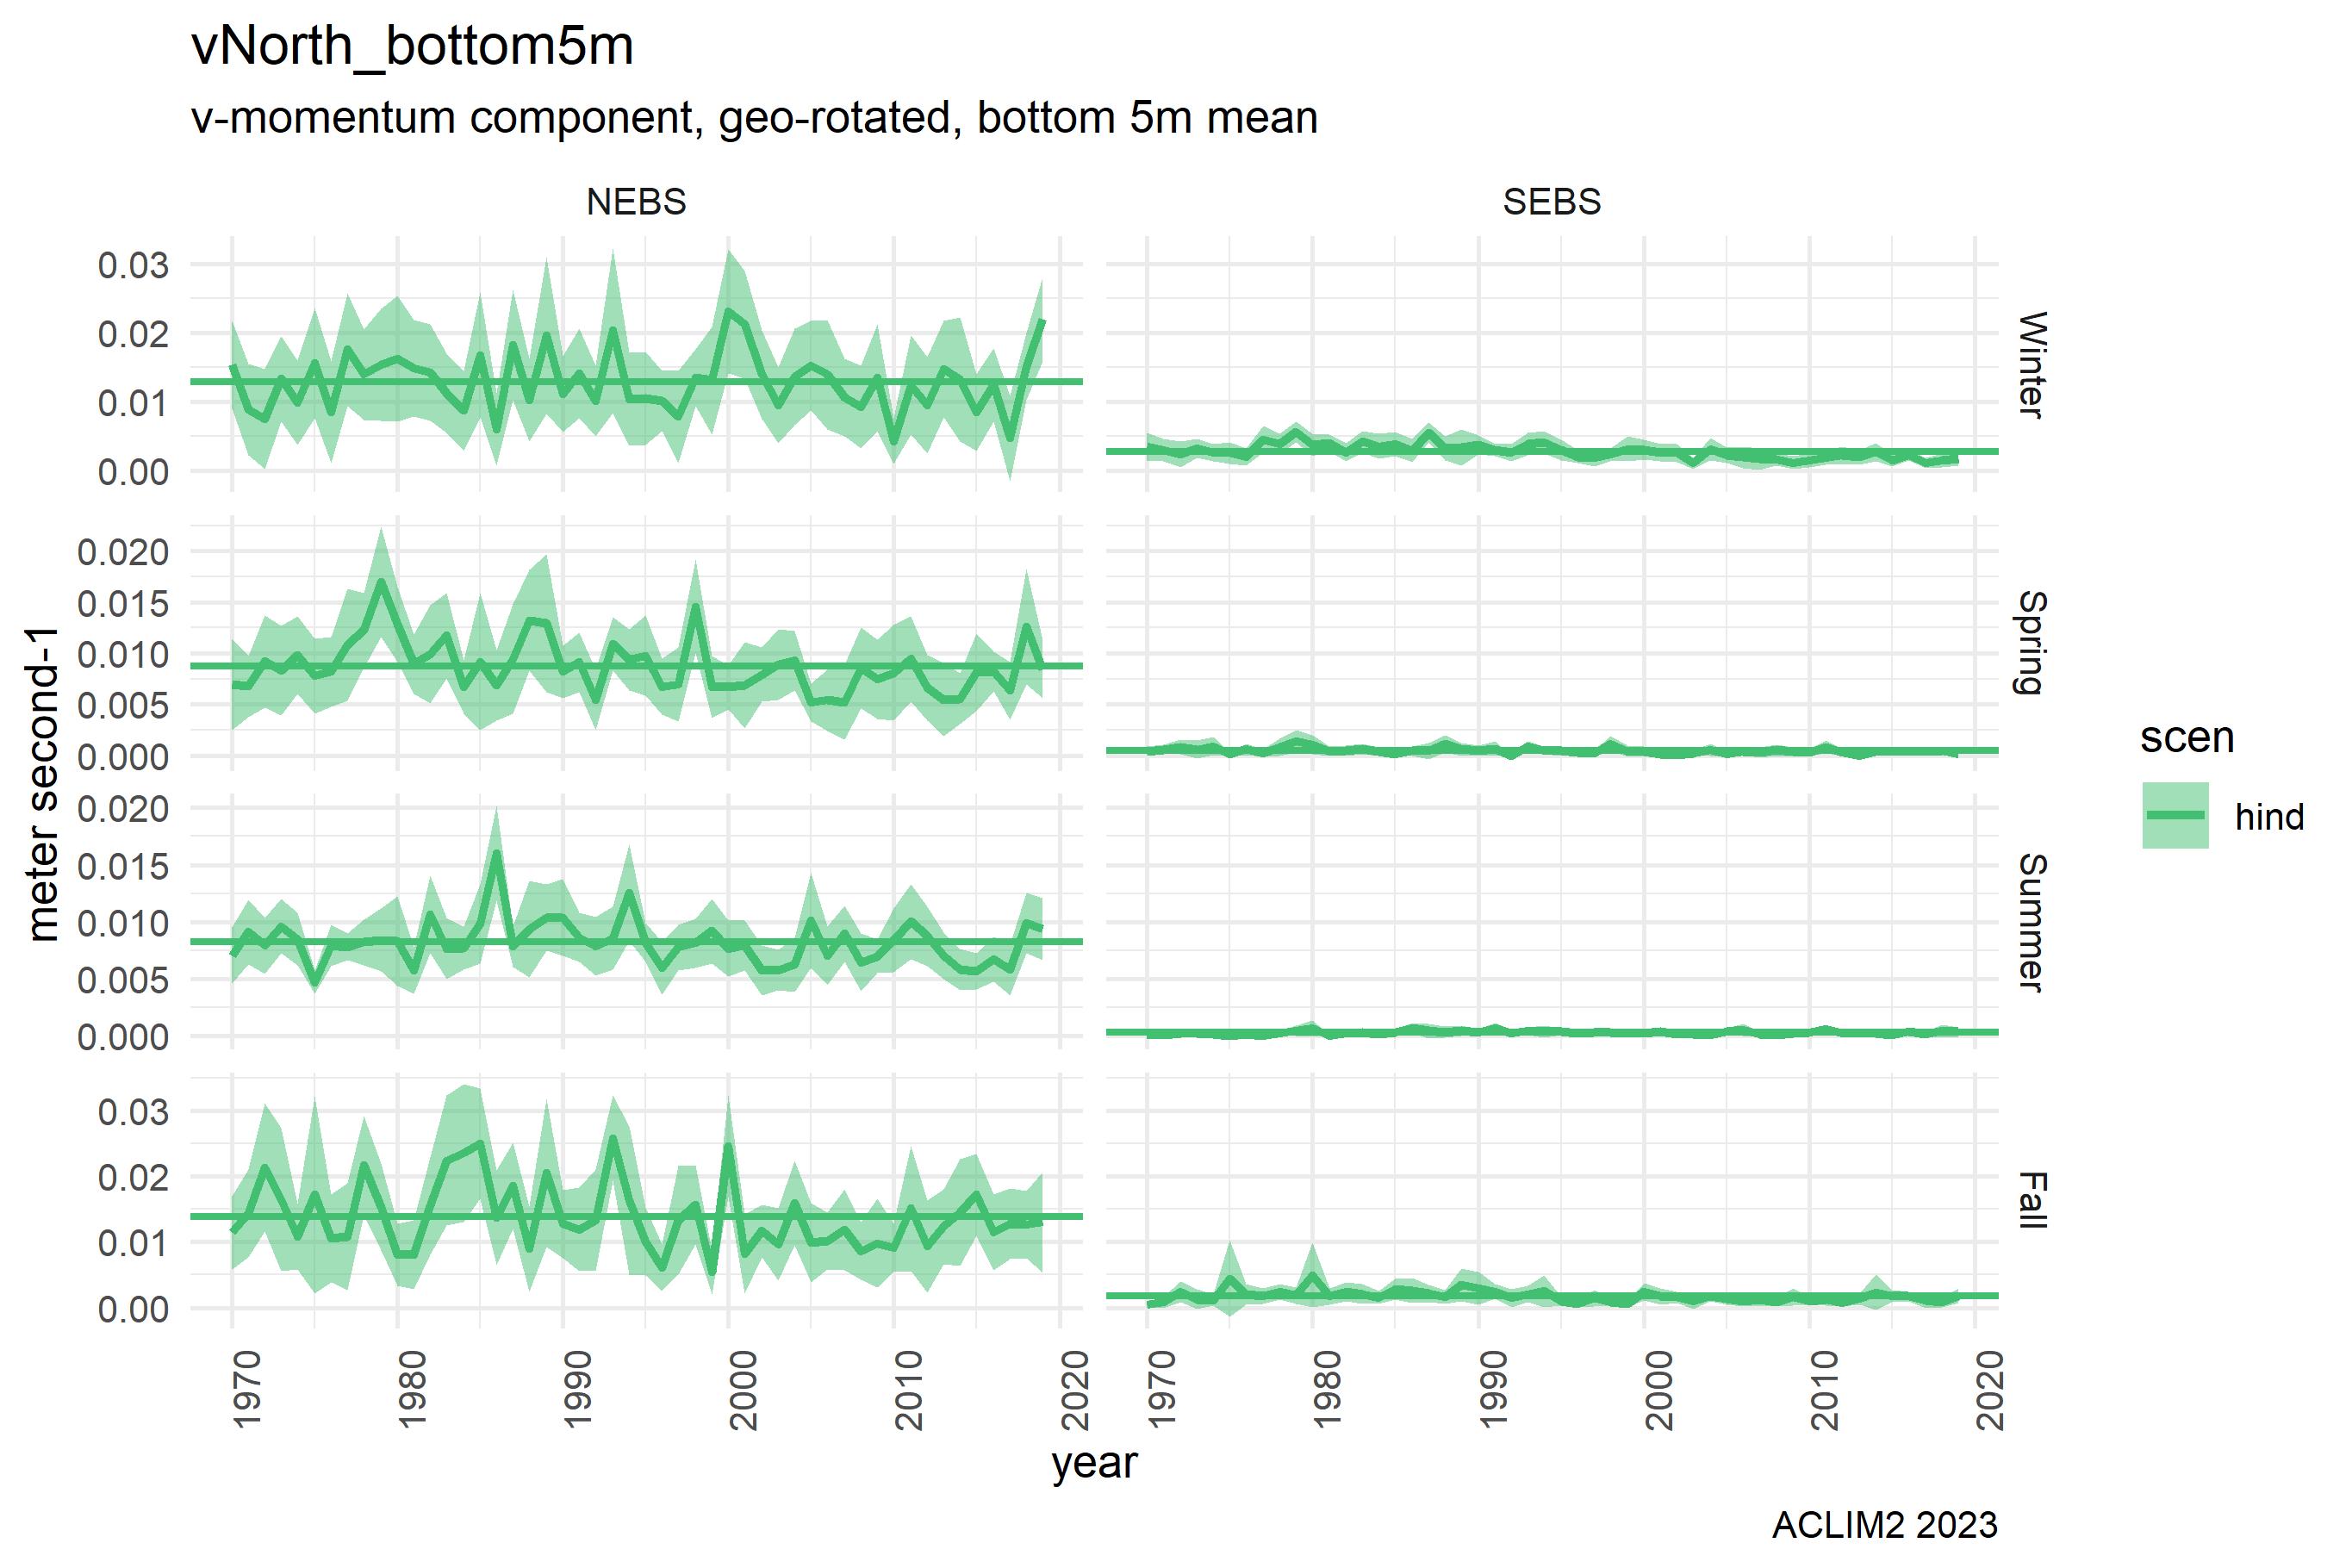 vNorth_bottom5m
v-momentum component, geo-rotated, bottom 5m mean
NEBS
SEBS
meter second-1
0.03
0.02
0.01
0.00
Winter
0.020
0.015
0.010
0.005
0.000
Spring
0.020
0.015
0.010
0.005
0.000
Summer
0.03
0.02
0.01
0.00
Fall
1970 1980 1990 2000 2010 2020
1970 1980 1990 2000 2010 2020
year
scen
hind
ACLIM2 2023